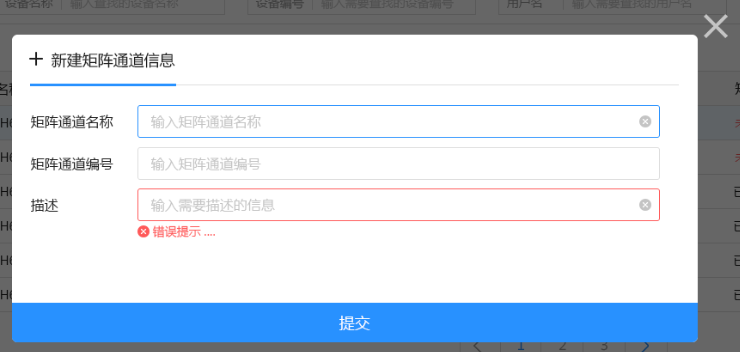 设备名称 输入需要查找的设备名称 设备编号 输入需要查找的设备编号 用户名 输入需要查找的用户名
新建矩阵通道信息
矩阵通道名称 输入矩阵通道名称
矩阵通道编号 输入矩阵通道编号
描述 输入需要描述的信息
错误提示 ....
提交
1 2 3